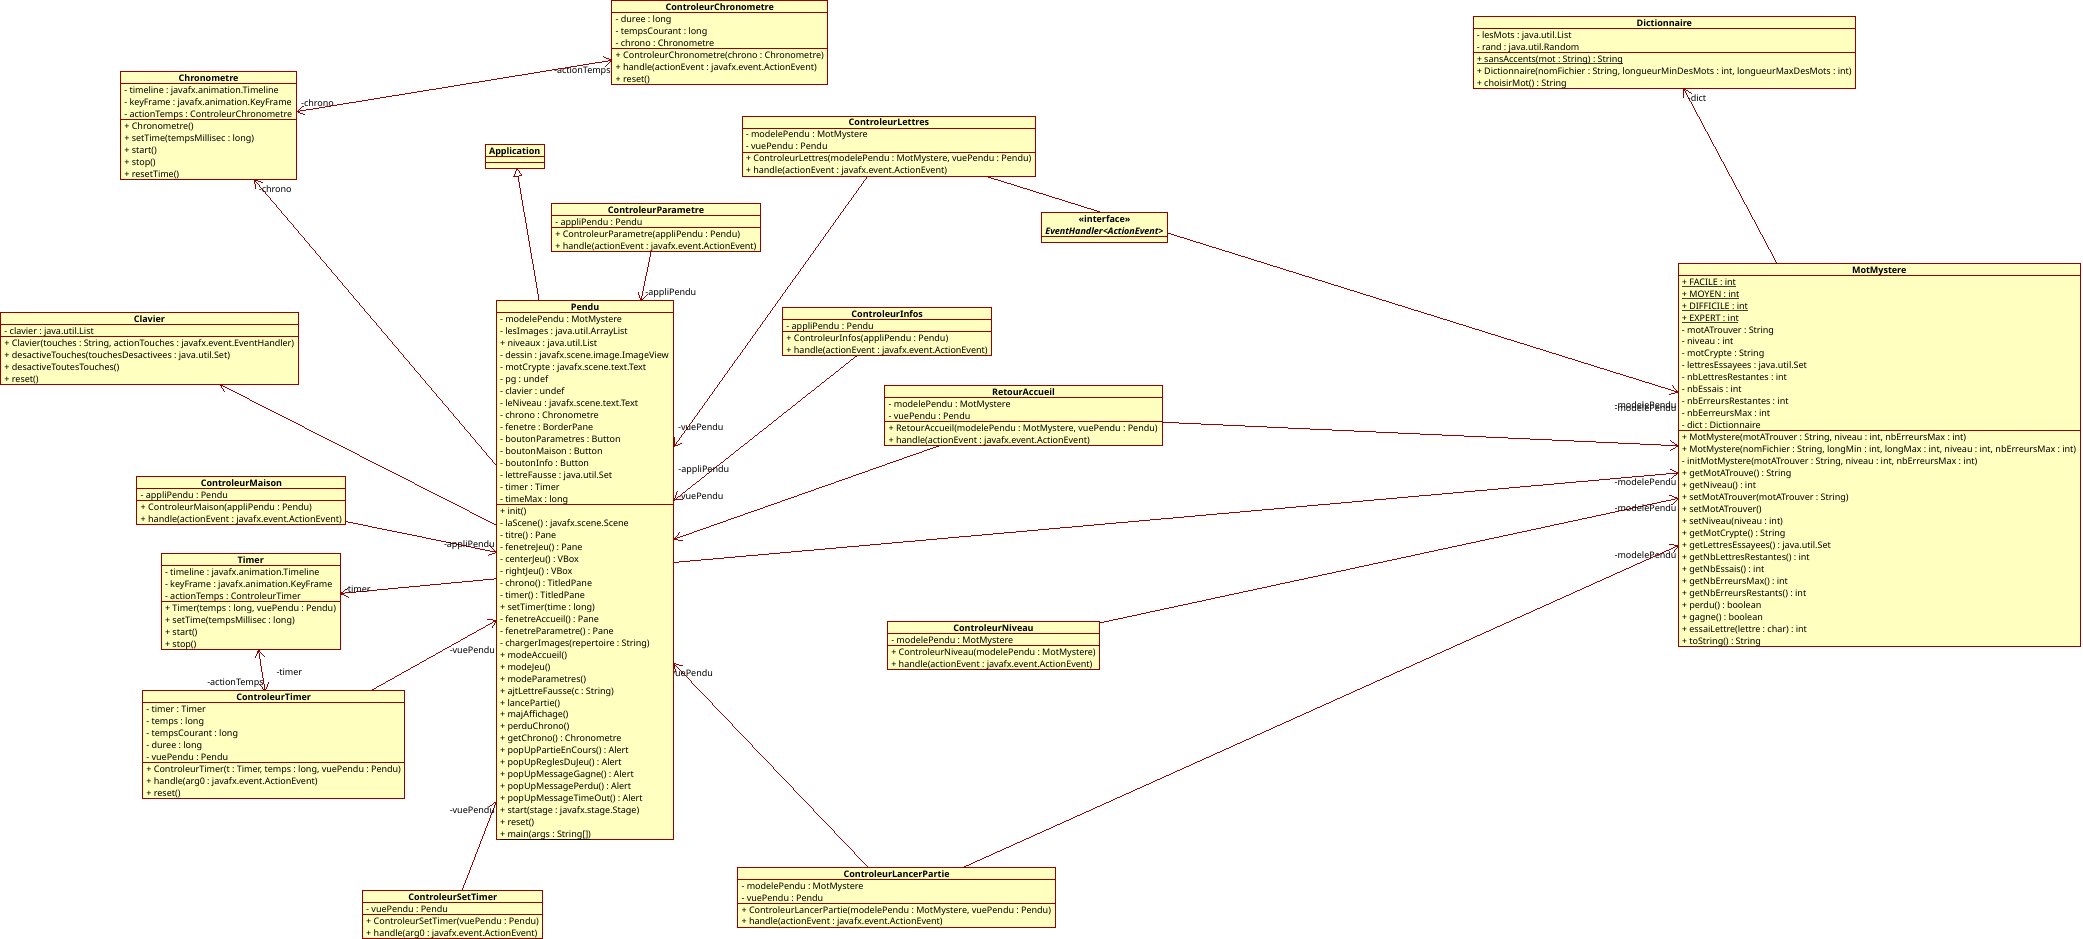 ControleurChronometre
- duree : long
- tempsCourant : long
- chrono : Chronometre
+ ControleurChronometre(chrono : Chronometre)
+ handle(actionEvent : javafx.event.ActionEvent)
+ reset()
-actionTemps
Dictionnaire
- lesMots : java.util.List
- rand : java.util.Random
+ sansAccents(mot : String) : String
+ Dictionnaire(nomFichier : String, longueurMinDesMots : int, longueurMaxDesMots : int)
+ choisirMot() : String
-dict
Chronometre
- timeline : javafx.animation.Timeline
- keyFrame : javafx.animation.KeyFrame
- actionTemps : ControleurChronometre
+ Chronometre()
+ setTime(tempsMillisec : long)
+ start()
+ stop()
+ resetTime()
-chrono
-chrono
Application
ControleurLettres
- modelePendu : MotMystere
- vuePendu : Pendu
+ ControleurLettres(modelePendu : MotMystere, vuePendu : Pendu)
+ handle(actionEvent : javafx.event.ActionEvent)
ControleurParametre
- appliPendu : Pendu
+ ControleurParametre(appliPendu : Pendu)
+ handle(actionEvent : javafx.event.ActionEvent)
-appliPendu
«interface»
EventHandler<ActionEvent>
MotMystere
+ FACILE : int
+ MOYEN : int
+ DIFFICILE : int
+ EXPERT : int
- motATrouver : String
- niveau : int
- motCrypte : String
- lettresEssayees : java.util.Set
- nbLettresRestantes : int
- nbEssais : int
- nbErreursRestantes : int
- nbEerreursMax : int
- dict : Dictionnaire
+ MotMystere(motATrouver : String, niveau : int, nbErreursMax : int)
+ MotMystere(nomFichier : String, longMin : int, longMax : int, niveau : int, nbErreursMax : int)
- initMotMystere(motATrouver : String, niveau : int, nbErreursMax : int)
+ getMotATrouve() : String
+ getNiveau() : int
+ setMotATrouver(motATrouver : String)
+ setMotATrouver()
+ setNiveau(niveau : int)
+ getMotCrypte() : String
+ getLettresEssayees() : java.util.Set
+ getNbLettresRestantes() : int
+ getNbEssais() : int
+ getNbErreursMax() : int
+ getNbErreursRestants() : int
+ perdu() : boolean
+ gagne() : boolean
+ essaiLettre(lettre : char) : int
+ toString() : String
-modelePendu
-modelePendu
-modelePendu
-modelePendu
-modelePendu
Clavier
- clavier : java.util.List
+ Clavier(touches : String, actionTouches : javafx.event.EventHandler)
+ desactiveTouches(touchesDesactivees : java.util.Set)
+ desactiveToutesTouches()
+ reset()
Pendu
- modelePendu : MotMystere
- lesImages : java.util.ArrayList
+ niveaux : java.util.List
- dessin : javafx.scene.image.ImageView
- motCrypte : javafx.scene.text.Text
- pg : undef
- clavier : undef
- leNiveau : javafx.scene.text.Text
- chrono : Chronometre
- fenetre : BorderPane
- boutonParametres : Button
- boutonMaison : Button
- boutonInfo : Button
- lettreFausse : java.util.Set
- timer : Timer
- timeMax : long
+ init()
- laScene() : javafx.scene.Scene
- titre() : Pane
- fenetreJeu() : Pane
- centerJeu() : VBox
- rightJeu() : VBox
- chrono() : TitledPane
- timer() : TitledPane
+ setTimer(time : long)
- fenetreAccueil() : Pane
- fenetreParametre() : Pane
- chargerImages(repertoire : String)
+ modeAccueil()
+ modeJeu()
+ modeParametres()
+ ajtLettreFausse(c : String)
+ lancePartie()
+ majAffichage()
+ perduChrono()
+ getChrono() : Chronometre
+ popUpPartieEnCours() : Alert
+ popUpReglesDuJeu() : Alert
+ popUpMessageGagne() : Alert
+ popUpMessagePerdu() : Alert
+ popUpMessageTimeOut() : Alert
+ start(stage : javafx.stage.Stage)
+ reset()
+ main(args : String[])
ControleurInfos
- appliPendu : Pendu
+ ControleurInfos(appliPendu : Pendu)
+ handle(actionEvent : javafx.event.ActionEvent)
RetourAccueil
- modelePendu : MotMystere
- vuePendu : Pendu
+ RetourAccueil(modelePendu : MotMystere, vuePendu : Pendu)
+ handle(actionEvent : javafx.event.ActionEvent)
-vuePendu
-appliPendu
-vuePendu
ControleurMaison
- appliPendu : Pendu
+ ControleurMaison(appliPendu : Pendu)
+ handle(actionEvent : javafx.event.ActionEvent)
-appliPendu
Timer
- timeline : javafx.animation.Timeline
- keyFrame : javafx.animation.KeyFrame
- actionTemps : ControleurTimer
+ Timer(temps : long, vuePendu : Pendu)
+ setTime(tempsMillisec : long)
+ start()
+ stop()
-timer
-vuePendu
-timer
-actionTemps
ControleurTimer
- timer : Timer
- temps : long
- tempsCourant : long
- duree : long
- vuePendu : Pendu
+ ControleurTimer(t : Timer, temps : long, vuePendu : Pendu)
+ handle(arg0 : javafx.event.ActionEvent)
+ reset()
ControleurNiveau
- modelePendu : MotMystere
+ ControleurNiveau(modelePendu : MotMystere)
+ handle(actionEvent : javafx.event.ActionEvent)
uePendu
-vuePendu
ControleurSetTimer
- vuePendu : Pendu
+ ControleurSetTimer(vuePendu : Pendu)
+ handle(arg0 : javafx.event.ActionEvent)
ControleurLancerPartie
- modelePendu : MotMystere
- vuePendu : Pendu
+ ControleurLancerPartie(modelePendu : MotMystere, vuePendu : Pendu)
+ handle(actionEvent : javafx.event.ActionEvent)